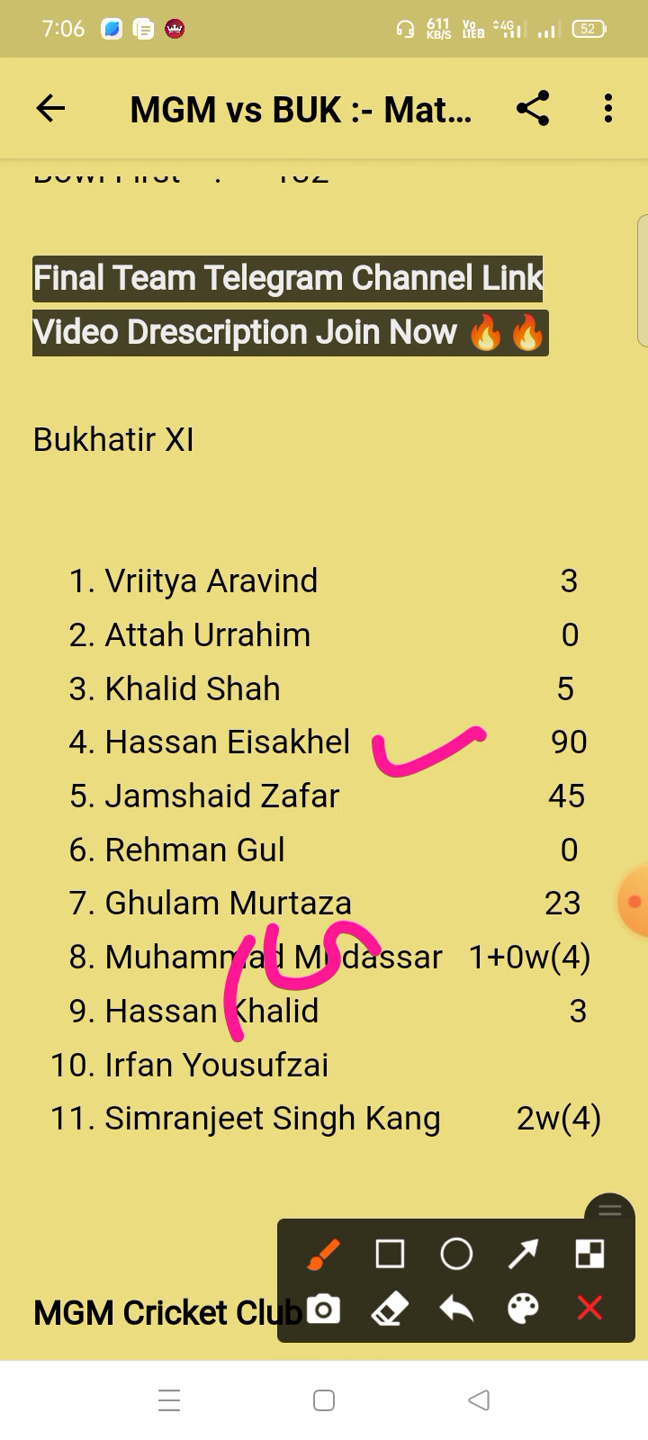 7:06 611 KB/S Vo LTE 4G 52
MGM vs BUK :- Mat...
Final Team Telegram Channel Link
Video Drescription Join Now 🔥🔥
Bukhatir XI
1. Vriitya Aravind 3
2. Attah Urrahim 0
3. Khalid Shah 5
4. Hassan Eisakhel 90
5. Jamshaid Zafar 45
6. Rehman Gul 0
7. Ghulam Murtaza 23
8. Muhammad Mudassar 1+0w(4)
9. Hassan Khalid 3
10. Irfan Yousufzai
11. Simranjeet Singh Kang 2w(4)
MGM Cricket Club